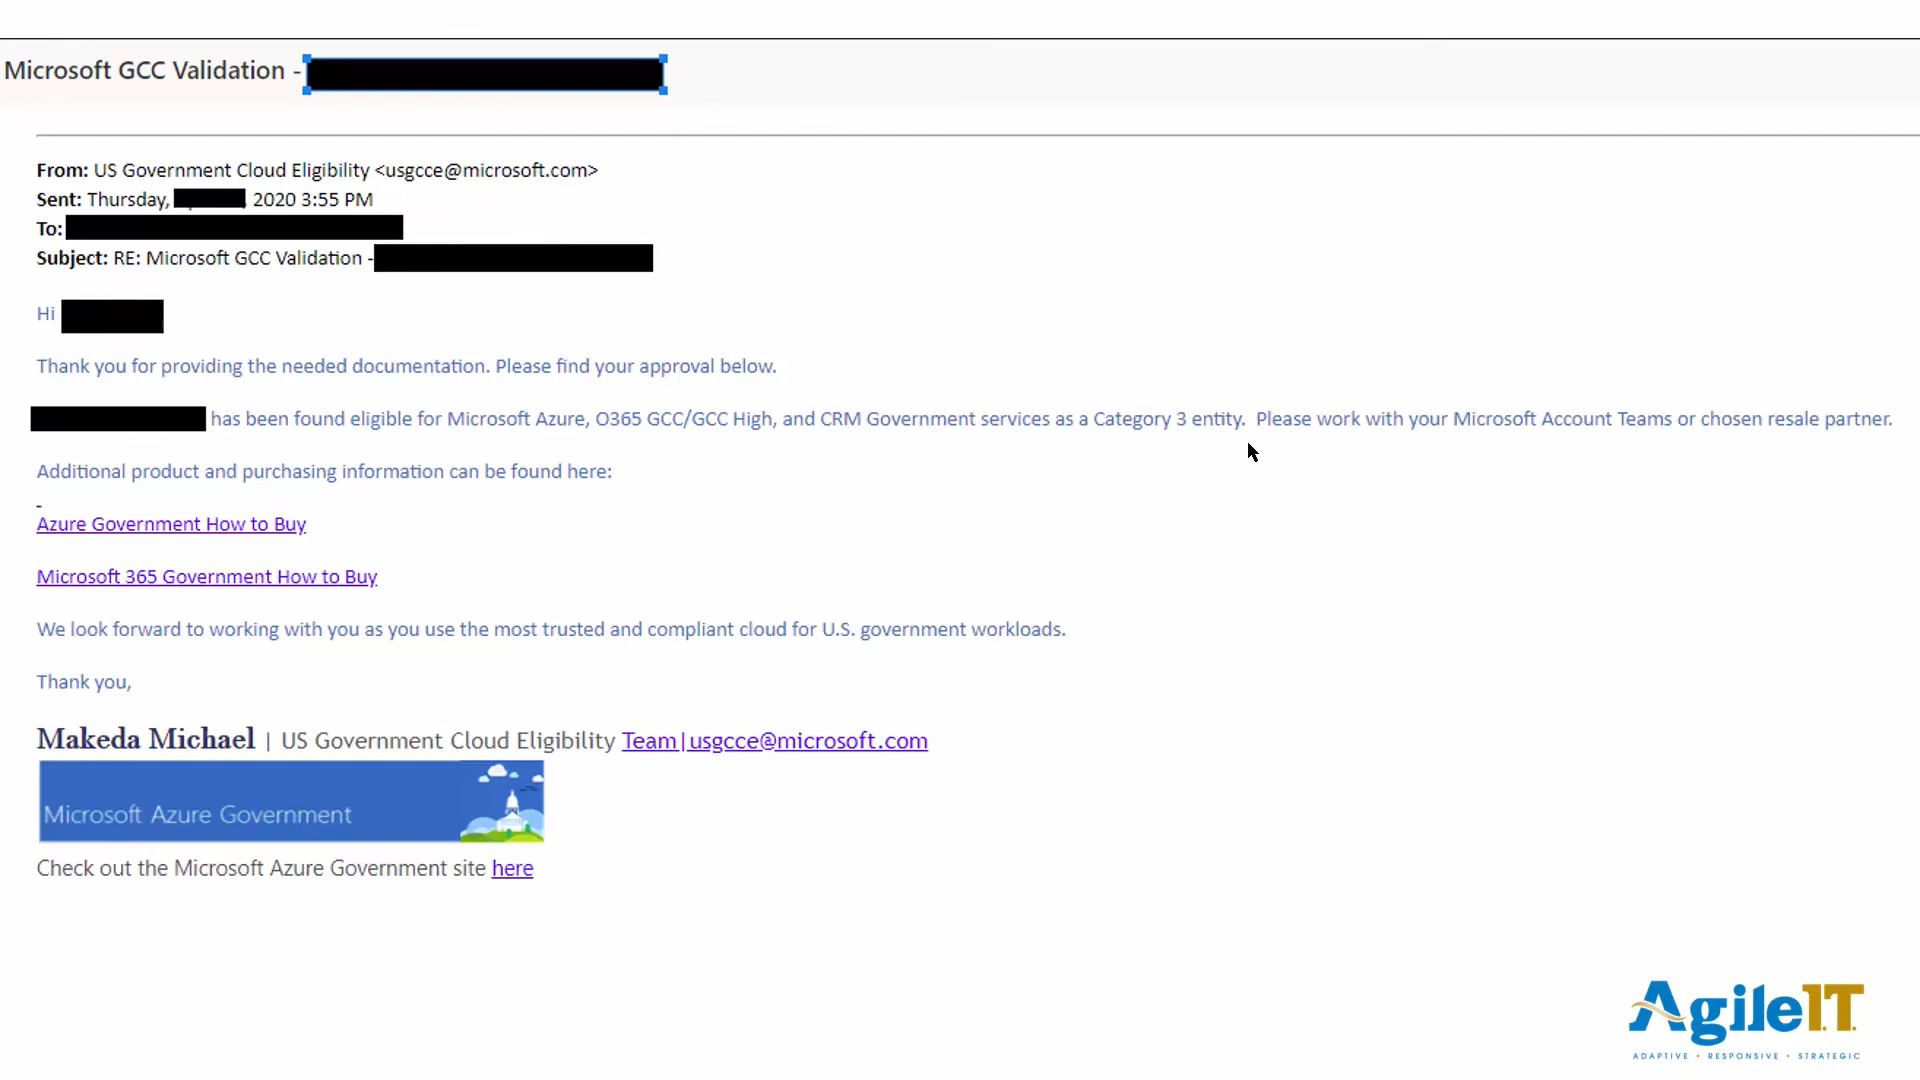 Microsoft GCC Validation -
From: US Government Cloud Eligibility <usgcce@microsoft.com>
Sent: Thursday, , 2020 3:55 PM
To:
Subject: RE: Microsoft GCC Validation -
Hi
Thank you for providing the needed documentation. Please find your approval below.
has been found eligible for Microsoft Azure, O365 GCC/GCC High, and CRM Government services as a Category 3 entity.  Please work with your Microsoft Account Teams or chosen resale partner.
Additional product and purchasing information can be found here:
Azure Government How to Buy
Microsoft 365 Government How to Buy
We look forward to working with you as you use the most trusted and compliant cloud for U.S. government workloads.
Thank you,
Makeda Michael | US Government Cloud Eligibility Team|usgcce@microsoft.com
Microsoft Azure Government
Check out the Microsoft Azure Government site here
AgileI.T.
ADAPTIVE • RESPONSIVE • STRATEGIC